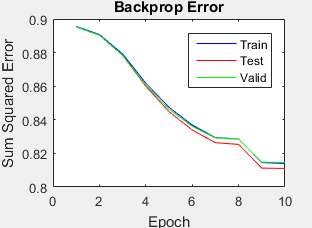 Backprop Error
Sum Squared Error
0.9
0.88
0.86
0.84
0.82
0.8
Train
Test
Valid
0 2 4 6 8 10
Epoch